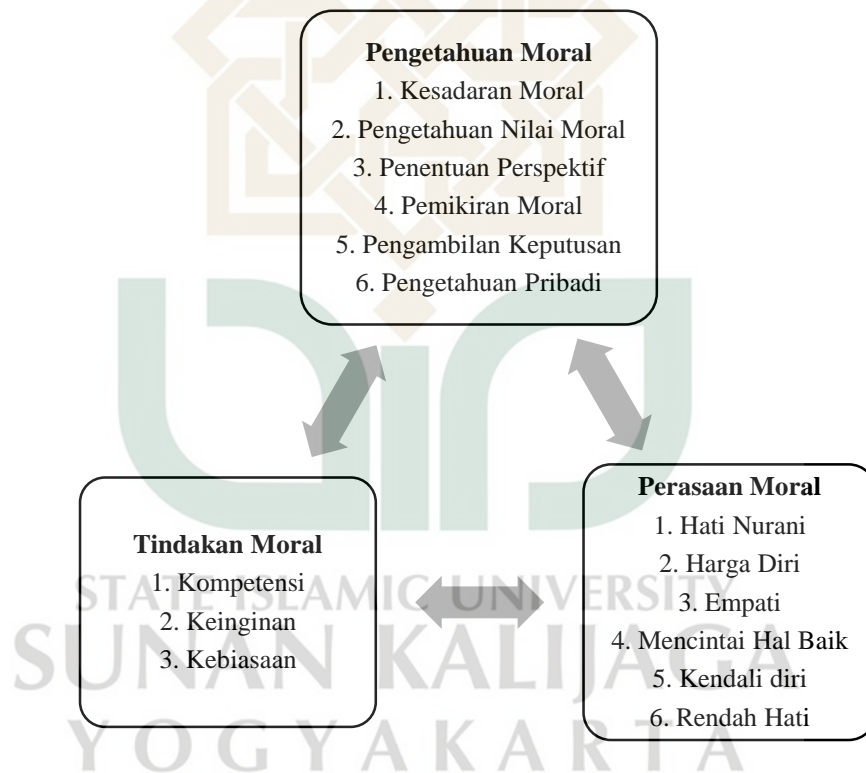 Pengetahuan Moral
1. Kesadaran Moral
2. Pengetahuan Nilai Moral
3. Penentuan Perspektif
4. Pemikiran Moral
5. Pengambilan Keputusan
6. Pengetahuan Pribadi
Tindakan Moral
1. Kompetensi
2. Keinginan
3. Kebiasaan
Perasaan Moral
1. Hati Nurani
2. Harga Diri
3. Empati
4. Mencintai Hal Baik
5. Kendali diri
6. Rendah Hati
STATE ISLAMIC UNIVERSITY
SUNAN KALIJAGA
YOGYAKARTA